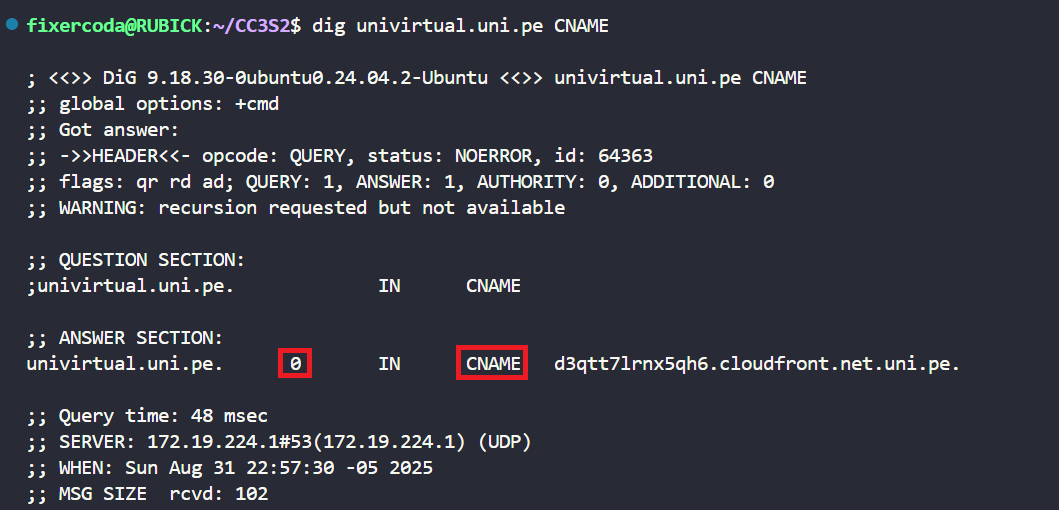 fixercoda@RUBICK:~/CC3S2$ dig univirtual.uni.pe CNAME
; <<>> DiG 9.18.30-0ubuntu0.24.04.2-Ubuntu <<>> univirtual.uni.pe CNAME
;; global options: +cmd
;; Got answer:
;; ->>HEADER<<- opcode: QUERY, status: NOERROR, id: 64363
;; flags: qr rd ad; QUERY: 1, ANSWER: 1, AUTHORITY: 0, ADDITIONAL: 0
;; WARNING: recursion requested but not available
;; QUESTION SECTION:
;univirtual.uni.pe. IN CNAME
;; ANSWER SECTION:
univirtual.uni.pe. 0 IN CNAME d3qtt7lrnx5qh6.cloudfront.net.uni.pe.
;; Query time: 48 msec
;; SERVER: 172.19.224.1#53(172.19.224.1) (UDP)
;; WHEN: Sun Aug 31 22:57:30 -05 2025
;; MSG SIZE  rcvd: 102